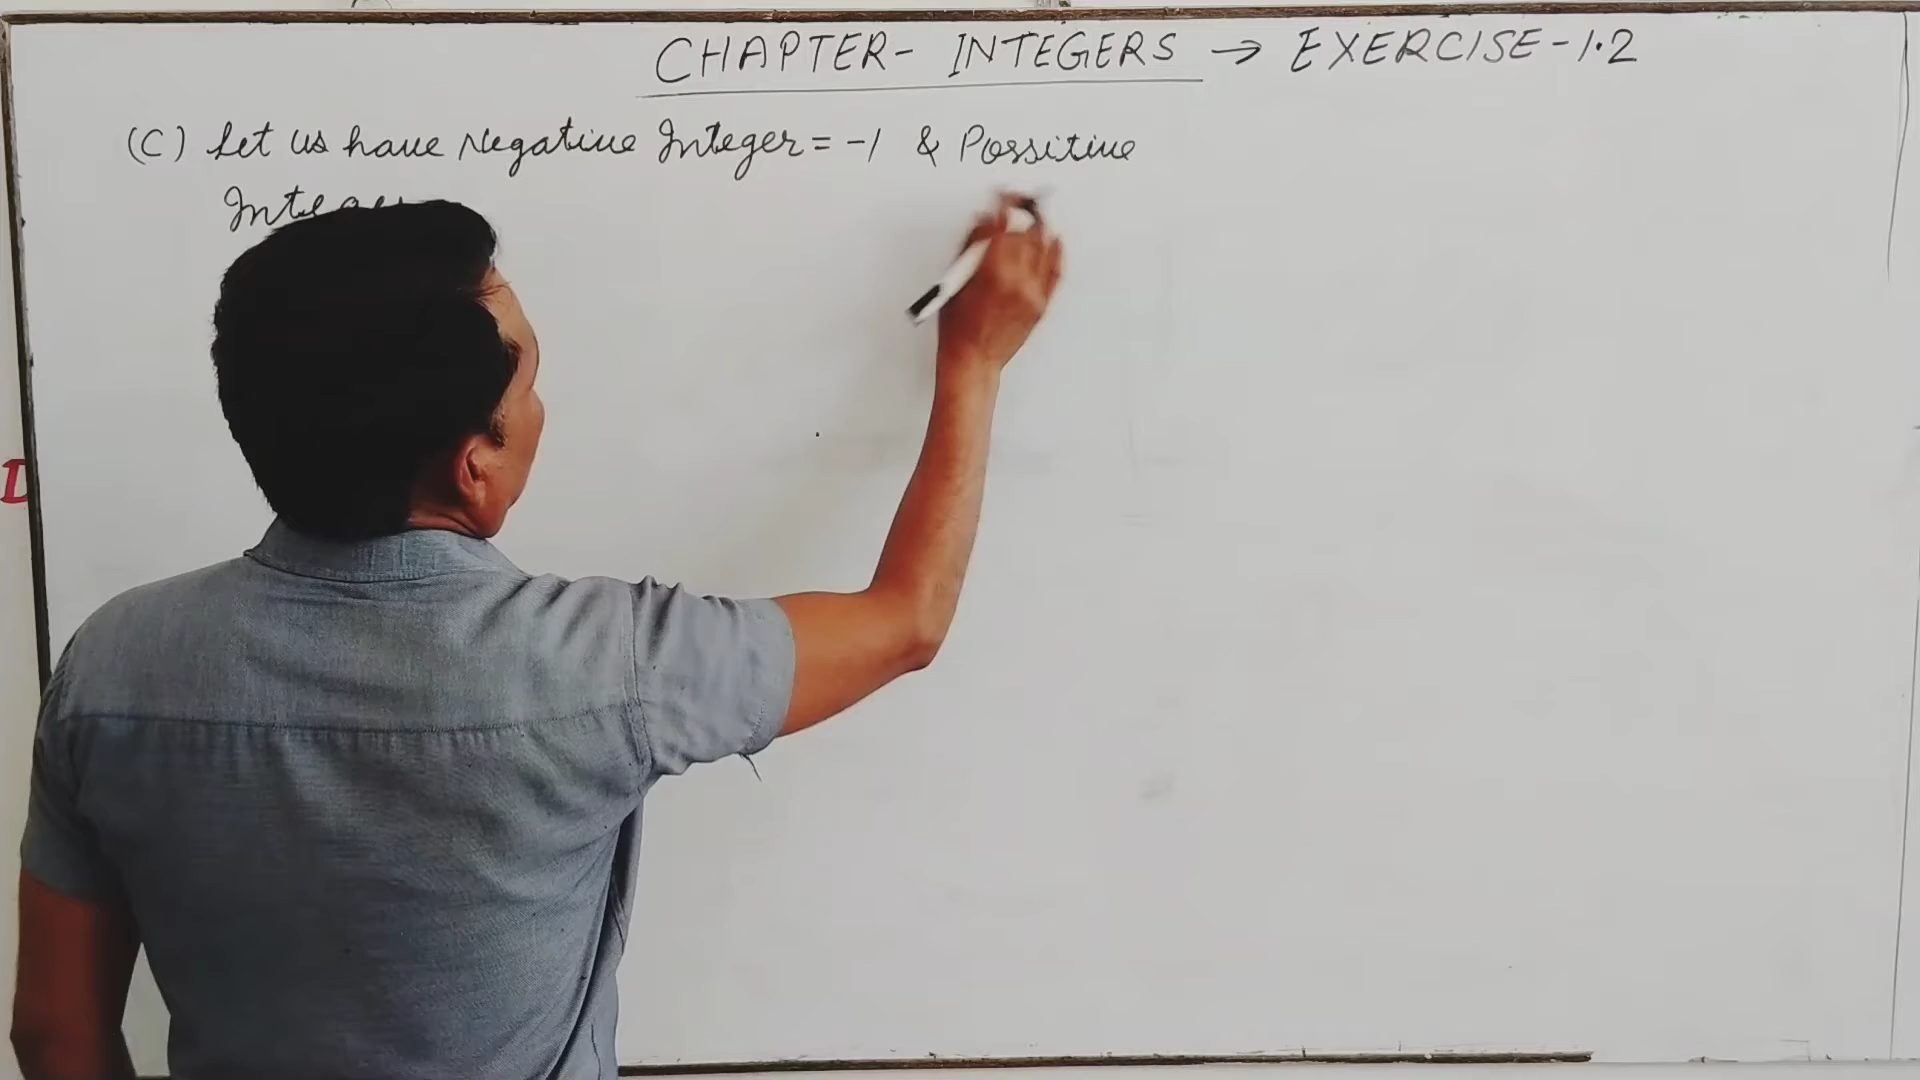 CHAPTER- INTEGERS → EXERCISE-1.2
(C) Let us have Negative Integer = -1 & Possitive